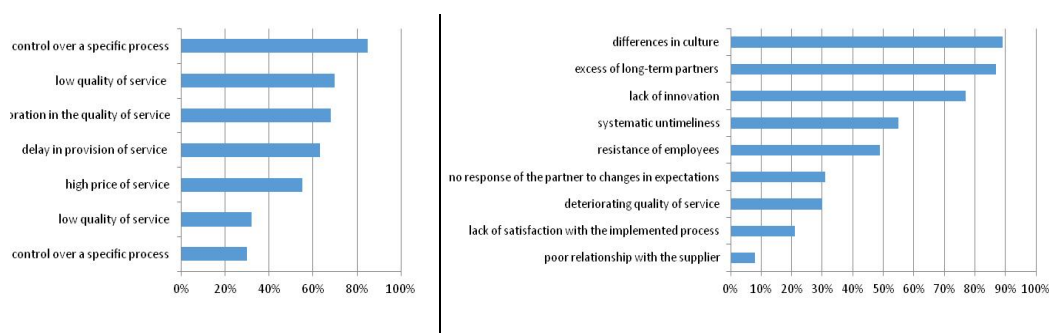 control over a specific process
low quality of service
oration in the quality of service
delay in provision of service
high price of service
low quality of service
control over a specific process
0% 20% 40% 60% 80% 100%
differences in culture
excess of long-term partners
lack of innovation
systematic untimeliness
resistance of employees
no response of the partner to changes in expectations
deteriorating quality of service
lack of satisfaction with the implemented process
poor relationship with the supplier
0% 10% 20% 30% 40% 50% 60% 70% 80% 90% 100%